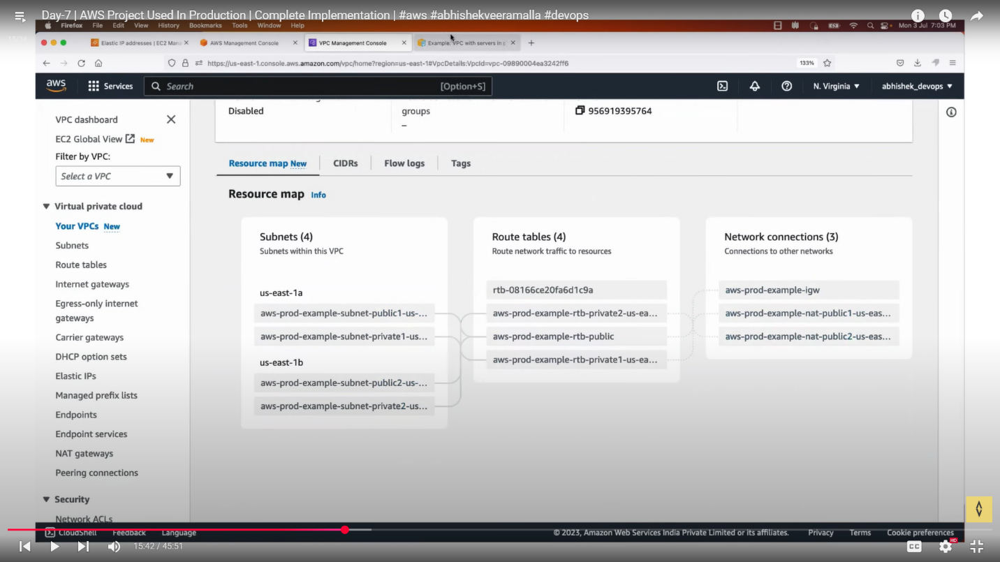 Day-7 | AWS Project Used In Production | Complete Implementation | #aws #abhishekveeramalla #devops
Firefox File Edit View History Bookmarks Tools Window Help
Mon 3 Jul 7:03 PM
Elastic IP addresses | EC2 Mana
AWS Management Console
VPC Management Console
Example: VPC with servers in p
https://us-east-1.console.aws.amazon.com/vpc/home?region=us-east-1#VpcDetails:VpcId=vpc-09890004ea3242ff6
133%
aws
Services
Search
[Option+S]
N. Virginia
abhishek_devops
VPC dashboard
EC2 Global View New
Filter by VPC:
Select a VPC
Virtual private cloud
Your VPCs New
Subnets
Route tables
Internet gateways
Egress-only internet
gateways
Carrier gateways
DHCP option sets
Elastic IPs
Managed prefix lists
Endpoints
Endpoint services
NAT gateways
Peering connections
Security
Network ACLs
Disabled
groups
–
956919395764
Resource map New
CIDRs
Flow logs
Tags
Resource map Info
Subnets (4)
Subnets within this VPC
us-east-1a
aws-prod-example-subnet-public1-us-...
aws-prod-example-subnet-private1-us...
us-east-1b
aws-prod-example-subnet-public2-us-...
aws-prod-example-subnet-private2-us...
Route tables (4)
Route network traffic to resources
rtb-08166ce20fa6d1c9a
aws-prod-example-rtb-private2-us-ea...
aws-prod-example-rtb-public
aws-prod-example-rtb-private1-us-ea...
Network connections (3)
Connections to other networks
aws-prod-example-igw
aws-prod-example-nat-public1-us-eas...
aws-prod-example-nat-public2-us-eas...
CloudShell
Feedback
Language
© 2023, Amazon Web Services India Private Limited or its affiliates.
Privacy
Terms
Cookie preferences
15:42 / 45:51
CC
HD